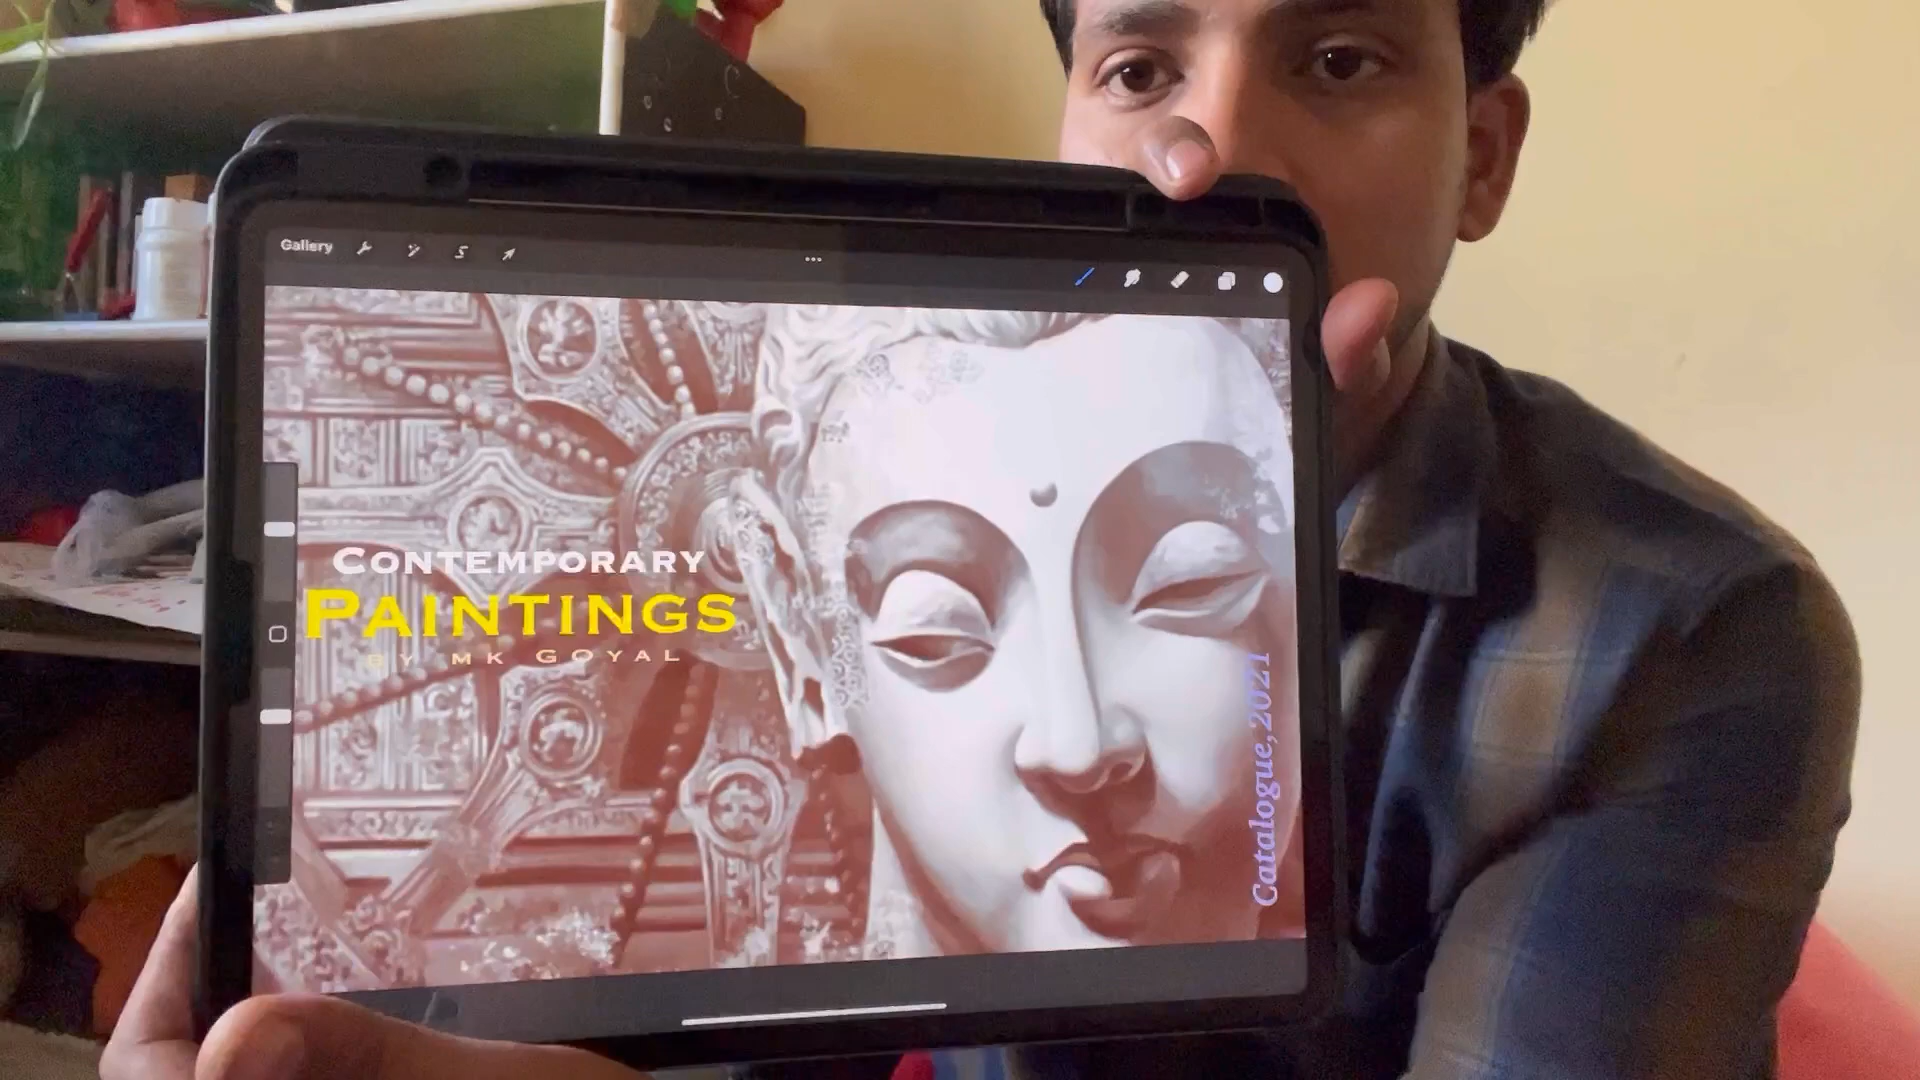 Gallery
CONTEMPORARY
PAINTINGS
BY MK GOYAL
Catalogue,2021